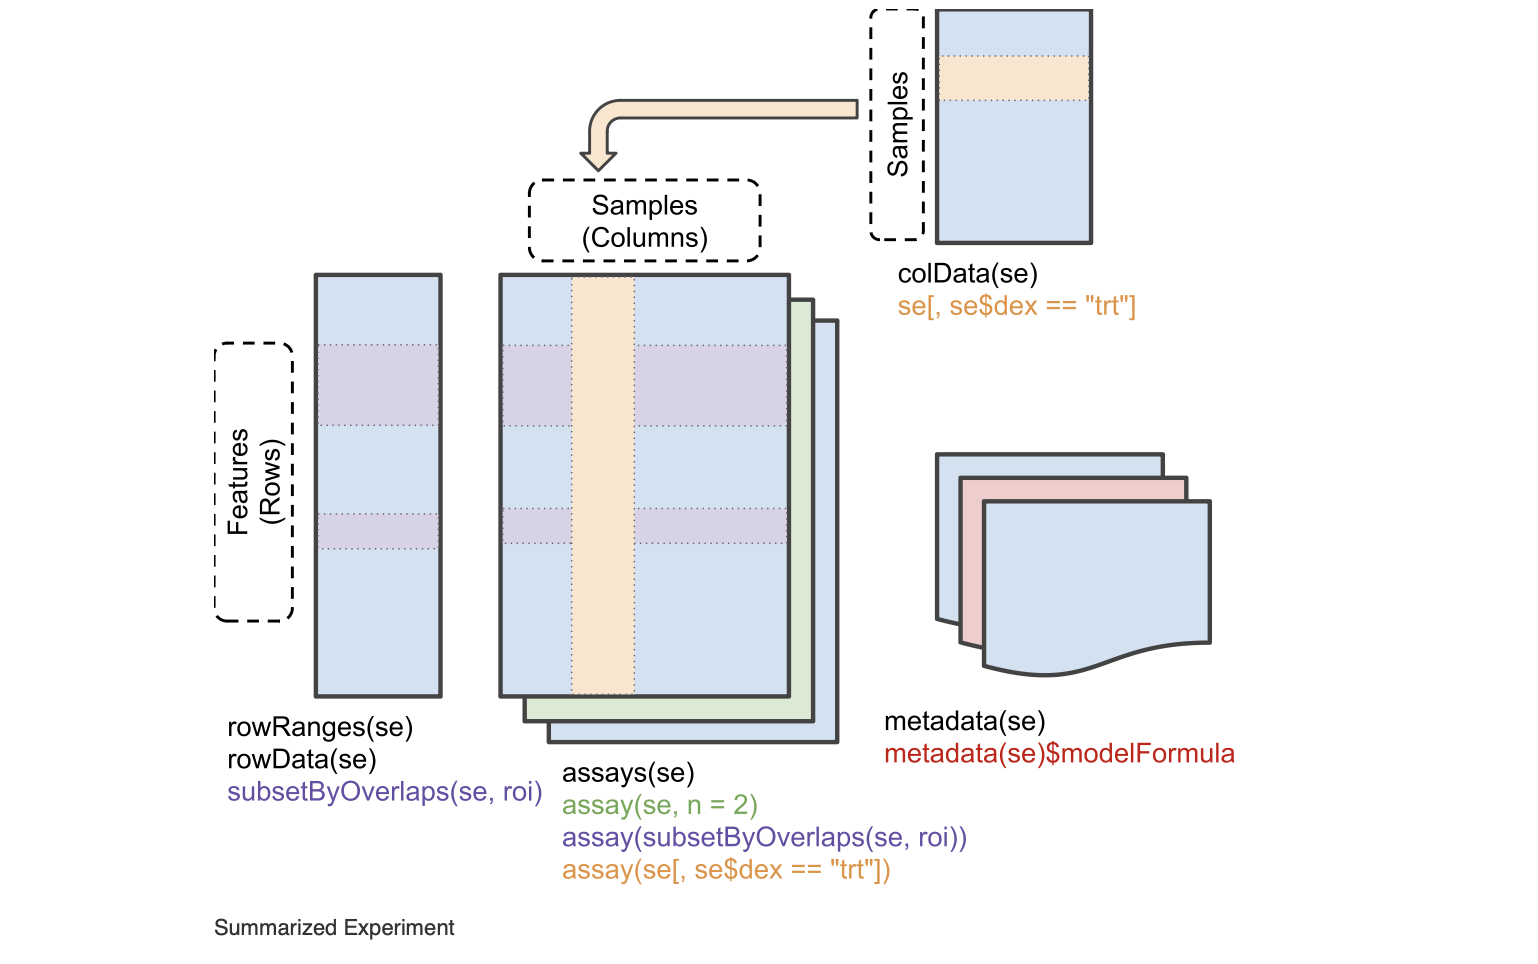 Samples
Samples
(Columns)
colData(se)
se[, se$dex == "trt"]
Features
(Rows)
rowRanges(se)
rowData(se)
subsetByOverlaps(se, roi)
assays(se)
assay(se, n = 2)
assay(subsetByOverlaps(se, roi))
assay(se[, se$dex == "trt"])
metadata(se)
metadata(se)$modelFormula
Summarized Experiment